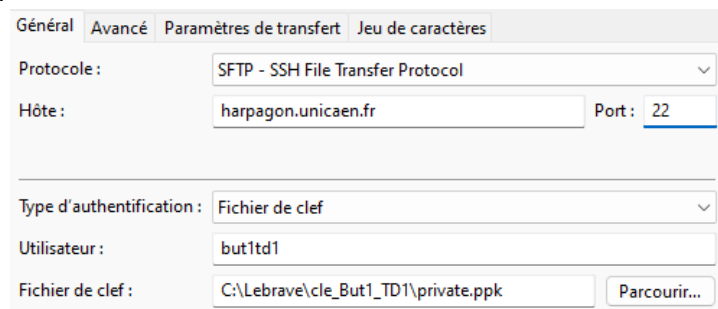 Général Avancé Paramètres de transfert Jeu de caractères
Protocole : SFTP - SSH File Transfer Protocol
Hôte : harpagon.unicaen.fr Port : 22
Type d'authentification : Fichier de clef
Utilisateur : but1td1
Fichier de clef : C:\Lebrave\cle_But1_TD1\private.ppk Parcourir...